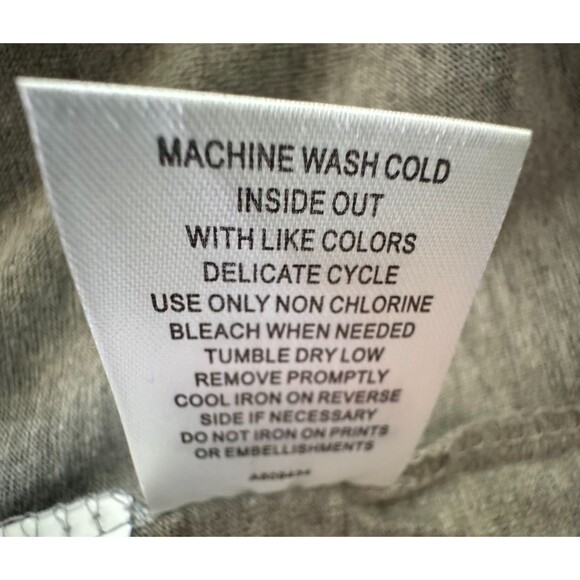 MACHINE WASH COLD
INSIDE OUT
WITH LIKE COLORS
DELICATE CYCLE
USE ONLY NON CHLORINE
BLEACH WHEN NEEDED
TUMBLE DRY LOW
REMOVE PROMPTLY
COOL IRON ON REVERSE
SIDE IF NECESSARY
DO NOT IRON ON PRINTS
OR EMBELLISHMENTS